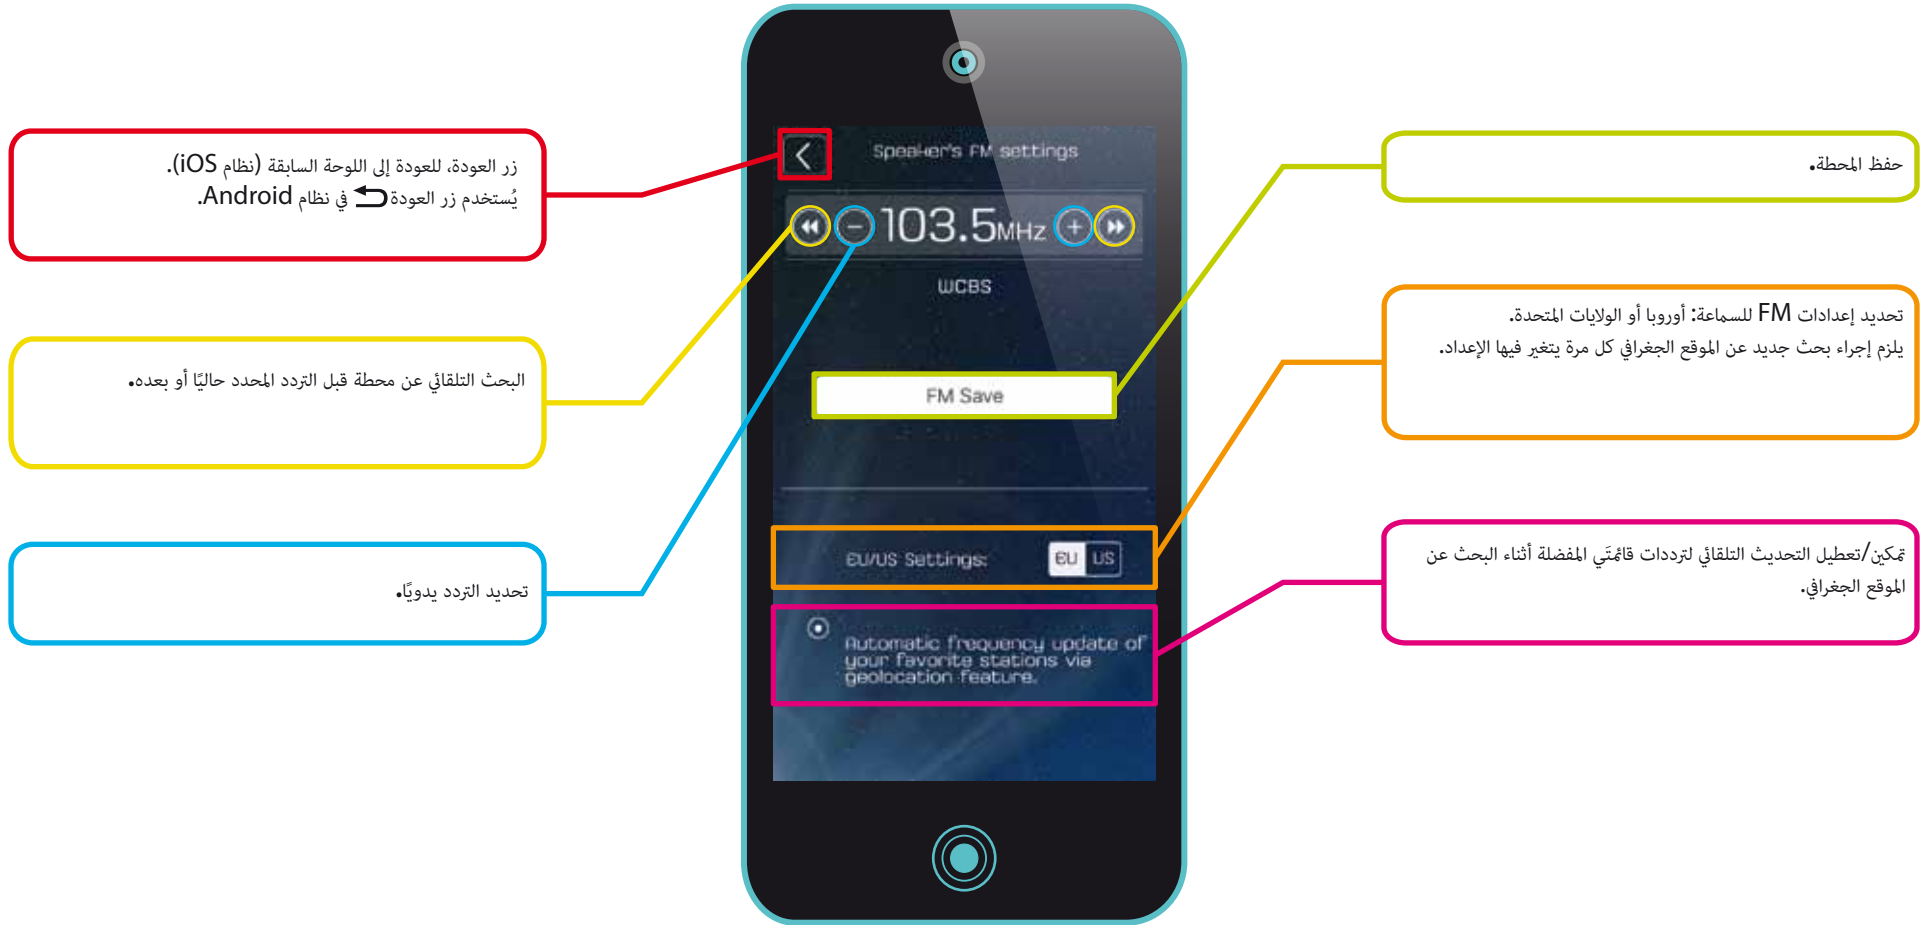 زر العودة، للعودة إلى اللوحة السابقة (نظام iOS).
يُستخدم زر العودة في نظام Android.
البحث التلقائي عن محطة قبل التردد المحدد حاليًا أو بعده.
تحديد التردد يدويًا.
Speaker's FM settings
103.5MHz
WCBS
FM Save
EU/US Settings:
EU US
Automatic frequency update of
your favorite stations via
geolocation feature.
حفظ المحطة.
تحديد إعدادات FM للسماعة: أوروبا أو الولايات المتحدة.
يلزم إجراء بحث جديد عن الموقع الجغرافي كل مرة يتغير فيها الإعداد.
تمكين/تعطيل التحديث التلقائي لترددات قائمتَي المفضلة أثناء البحث عن
الموقع الجغرافي.